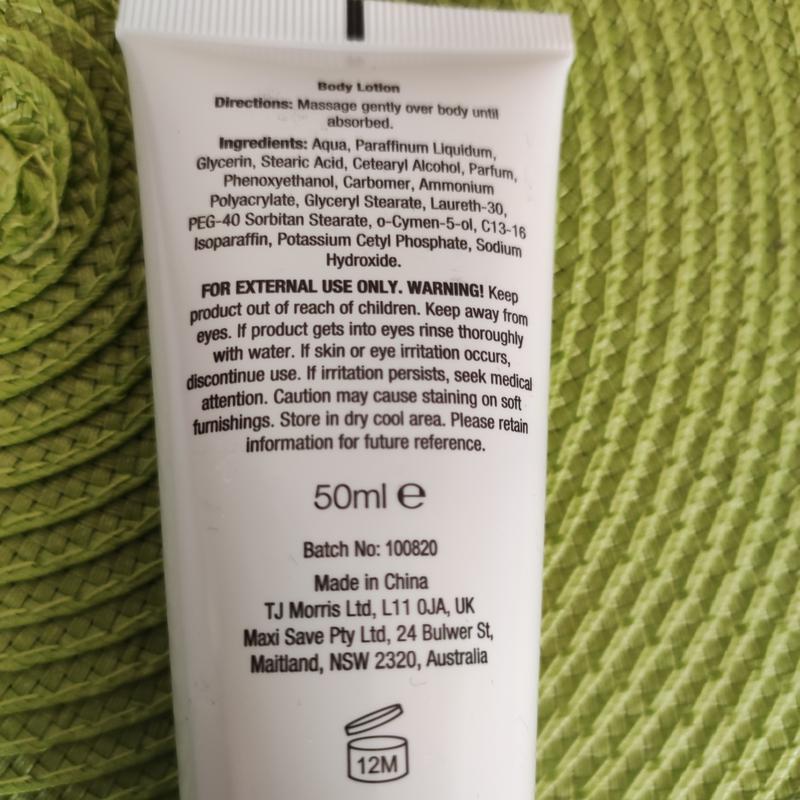 Body Lotion
Directions: Massage gently over body until
absorbed.
Ingredients: Aqua, Paraffinum Liquidum,
Glycerin, Stearic Acid, Cetearyl Alcohol, Parfum,
Phenoxyethanol, Carbomer, Ammonium
Polyacrylate, Glyceryl Stearate, Laureth-30,
PEG-40 Sorbitan Stearate, o-Cymen-5-ol, C13-16
Isoparaffin, Potassium Cetyl Phosphate, Sodium
Hydroxide.
FOR EXTERNAL USE ONLY. WARNING! Keep
product out of reach of children. Keep away from
eyes. If product gets into eyes rinse thoroughly
with water. If skin or eye irritation occurs,
discontinue use. If irritation persists, seek medical
attention. Caution may cause staining on soft
furnishings. Store in dry cool area. Please retain
information for future reference.
50ml ℮
Batch No: 100820
Made in China
TJ Morris Ltd, L11 0JA, UK
Maxi Save Pty Ltd, 24 Bulwer St,
Maitland, NSW 2320, Australia
12M